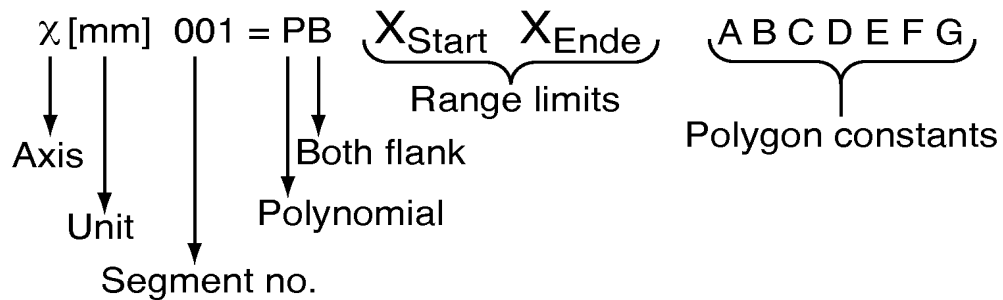 χ [mm] 001 = PB X_Start X_Ende A B C D E F G
Range limits
Polygon constants
Axis
Both flank
Unit
Polynomial
Segment no.